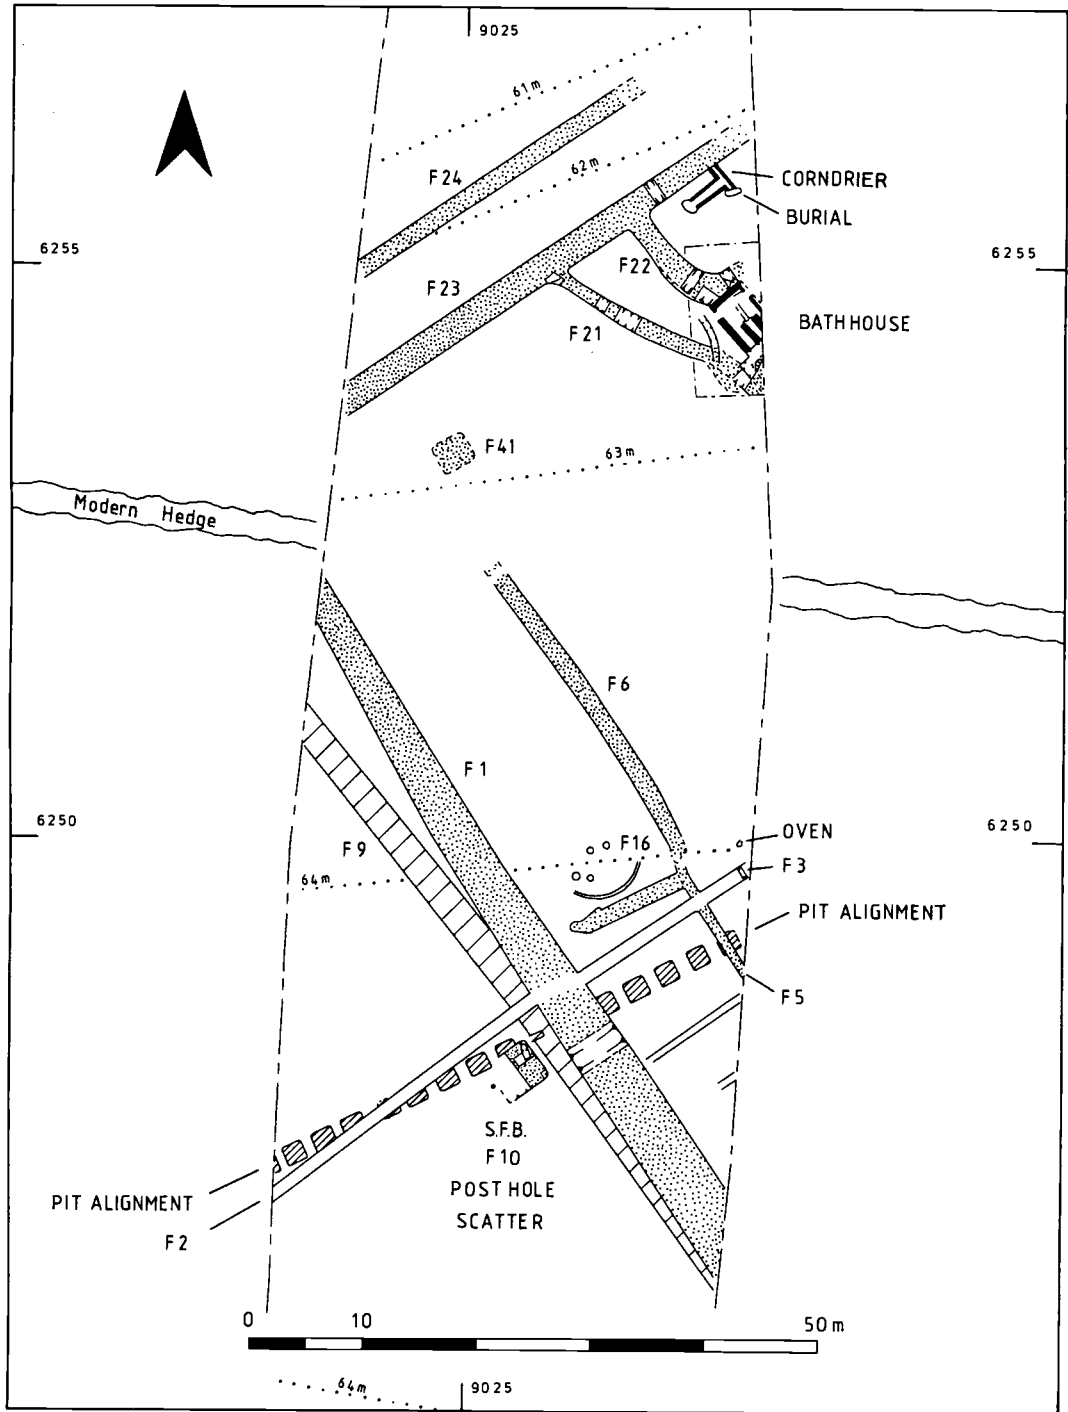 9025
61m
F24
62m
CORNDRIER
BURIAL
6255
6255
F23
F22
F21
BATHHOUSE
F41
63m
Modern Hedge
F6
F1
6250
6250
F9
F16
OVEN
F3
64m
PIT ALIGNMENT
F5
S.F.B.
F10
POST HOLE
SCATTER
PIT ALIGNMENT
F2
0 10 50m
64m
9025